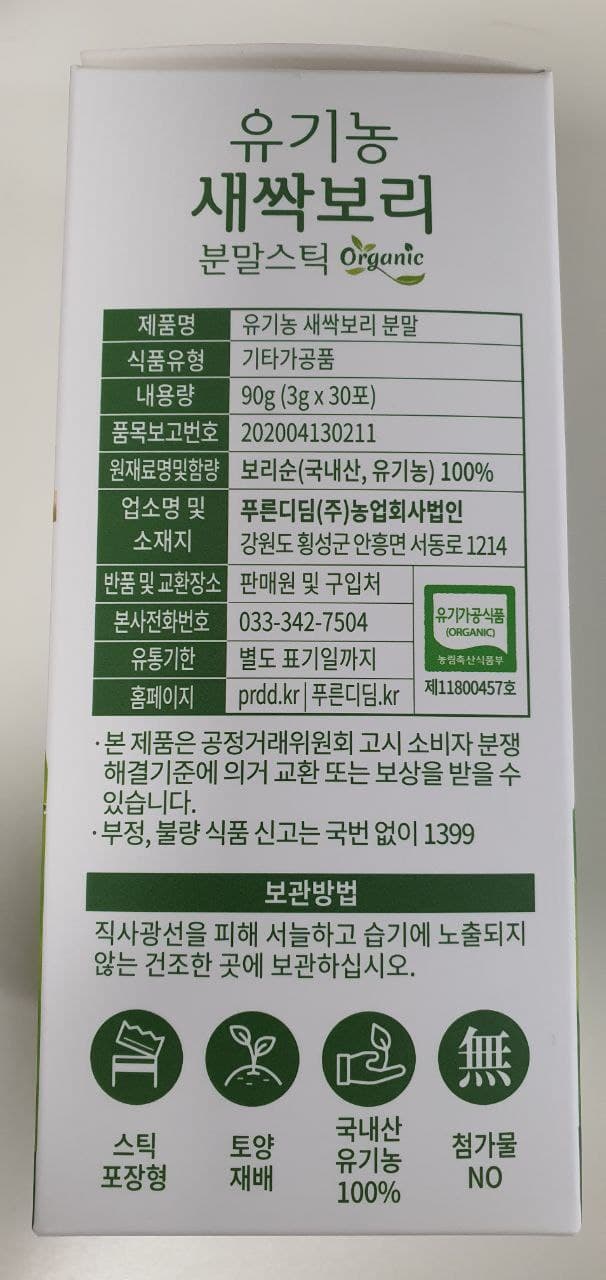 유기농
새싹보리
분말스틱 Organic
제품명 유기농 새싹보리 분말
식품유형 기타가공품
내용량 90g (3g x 30포)
품목보고번호 202004130211
원재료명및함량 보리순(국내산, 유기농) 100%
업소명 및 소재지 푸른디딤(주)농업회사법인
강원도 횡성군 안흥면 서동로 1214
반품 및 교환장소 판매원 및 구입처
본사전화번호 033-342-7504
유통기한 별도 표기일까지
홈페이지 prdd.kr | 푸른디딤.kr
유기가공식품
(ORGANIC)
농림축산식품부
제11800457호
·본 제품은 공정거래위원회 고시 소비자 분쟁
해결기준에 의거 교환 또는 보상을 받을 수
있습니다.
·부정, 불량 식품 신고는 국번 없이 1399
보관방법
직사광선을 피해 서늘하고 습기에 노출되지
않는 건조한 곳에 보관하십시오.
無
스틱
포장형
토양
재배
국내산
유기농
100%
첨가물
NO